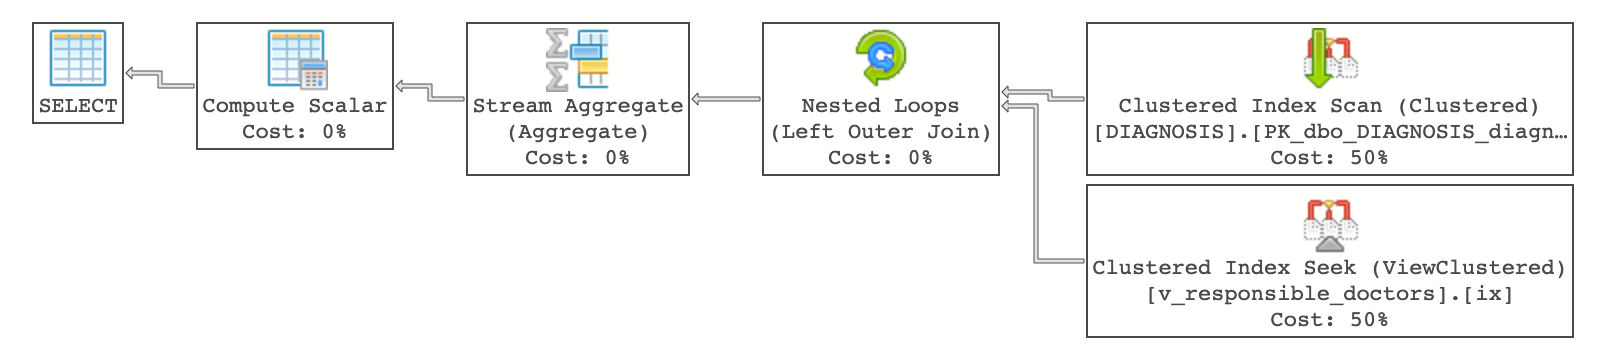 SELECT
Compute Scalar
Cost: 0%
Stream Aggregate
(Aggregate)
Cost: 0%
Nested Loops
(Left Outer Join)
Cost: 0%
Clustered Index Scan (Clustered)
[DIAGNOSIS].[PK_dbo_DIAGNOSIS_diagn…
Cost: 50%
Clustered Index Seek (ViewClustered)
[v_responsible_doctors].[ix]
Cost: 50%